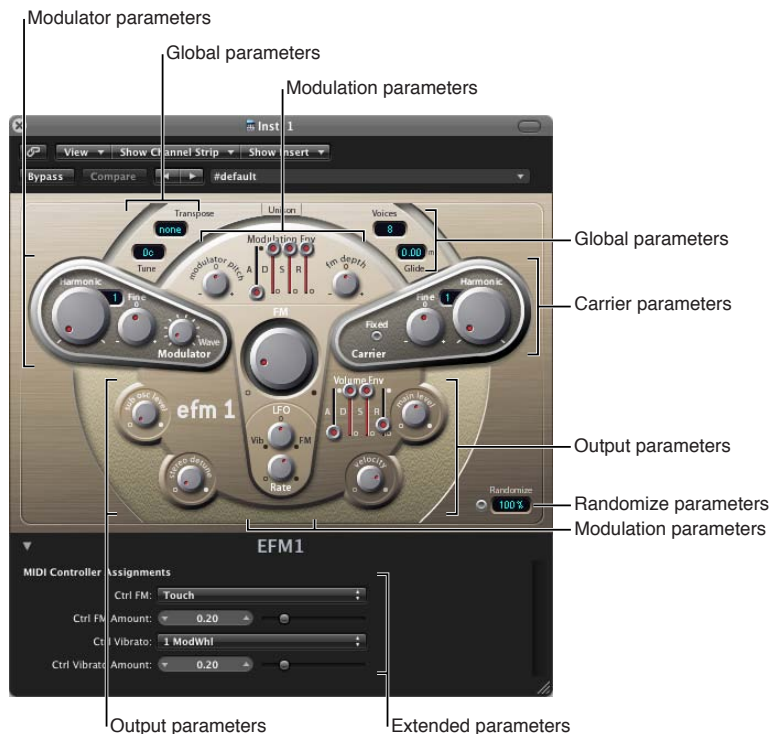 Modulator parameters
Global parameters
Modulation parameters
Inst 1
View Show Channel Strip Show Insert
Bypass Compare #default
Transpose Unison Voices
none 8
Modulation Env
0c 0.00
Tune Glide
Global parameters
modulator pitch A D S R fm depth
Harmonic Harmonic
1 Fine Fine 1
0 0
Carrier parameters
FM
Wave Fixed
Modulator Carrier
Volume Env
sub osc level efm 1 LFO A D S R main level
Vib FM
Output parameters
stereo detune Rate velocity
Randomize
100%
Randomize parameters
Modulation parameters
EFM1
MIDI Controller Assignments
Ctrl FM: Touch
Ctrl FM Amount: 0.20
Ctrl Vibrato: 1 ModWhl
Ctrl Vibrato Amount: 0.20
Output parameters Extended parameters